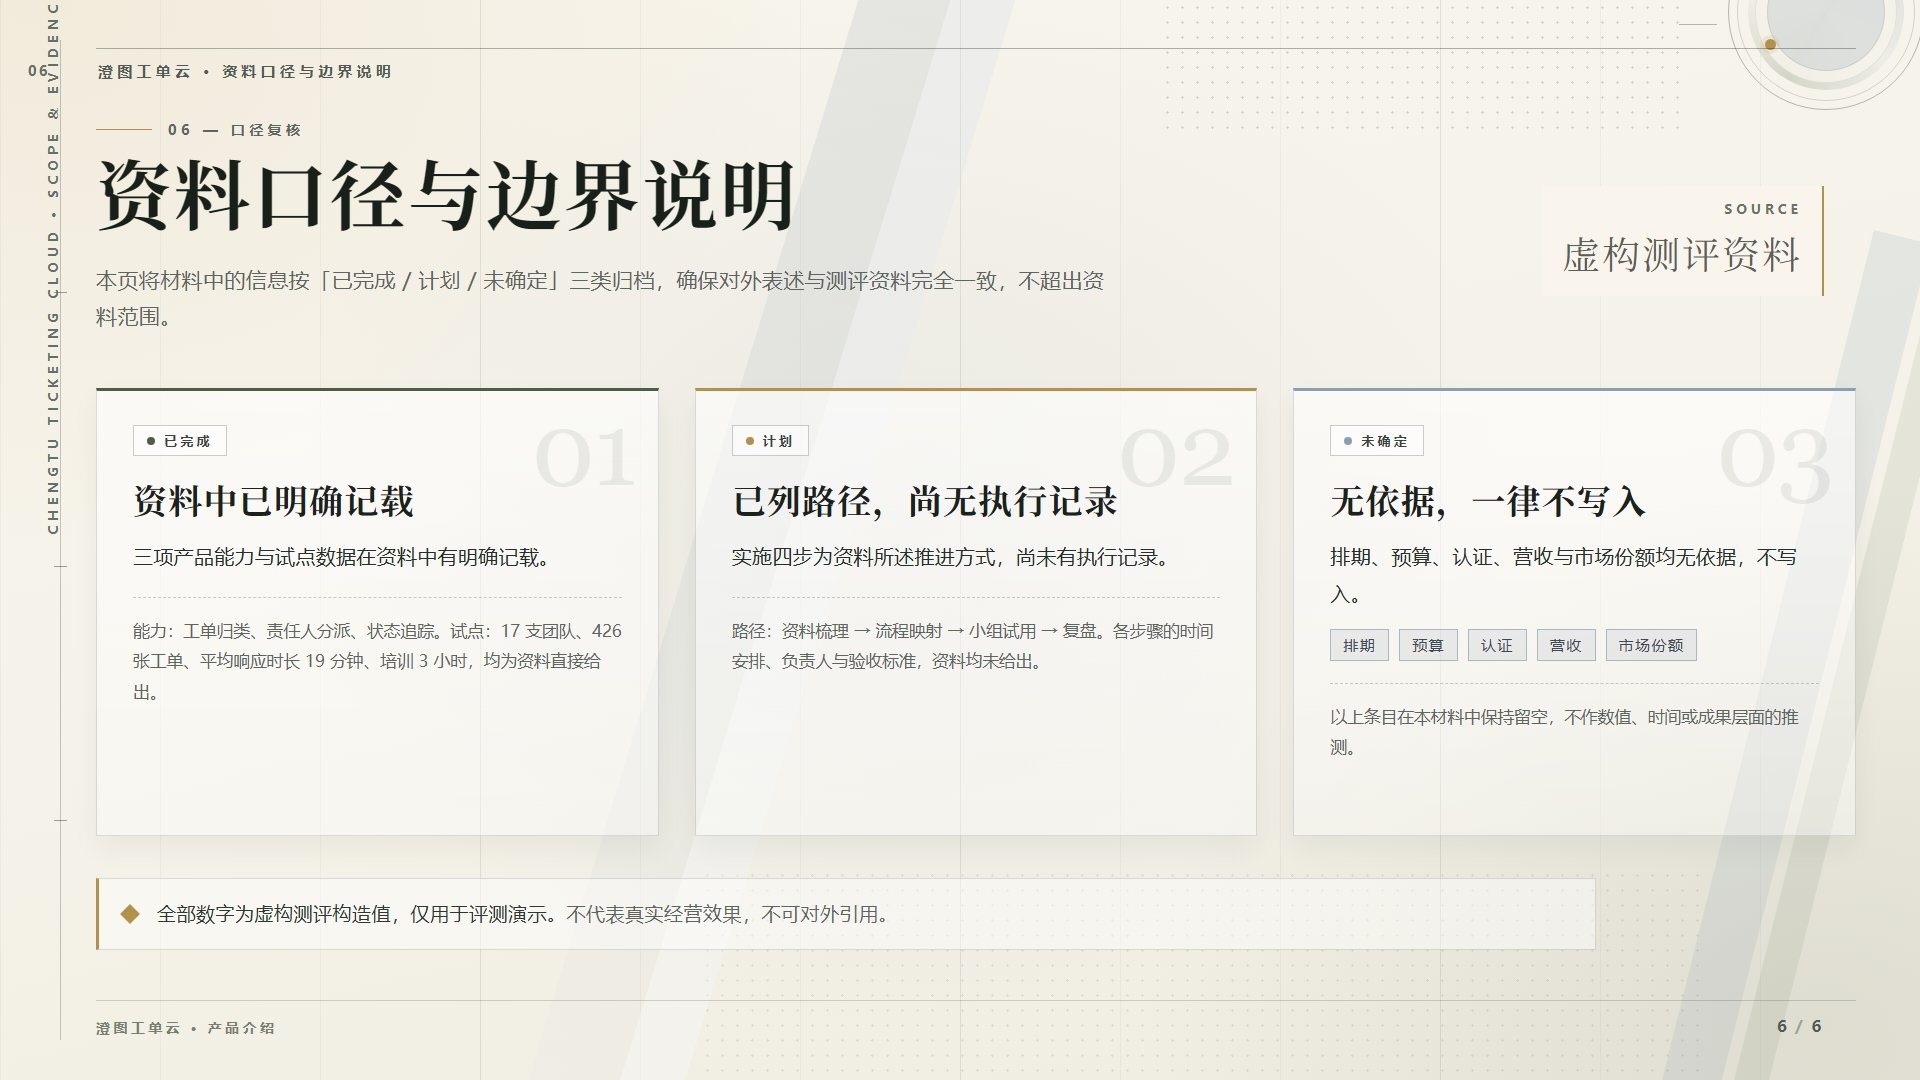 06
CHENGTU TICKETING CLOUD • SCOPE & EVIDENC
澄图工单云 • 资料口径与边界说明
06 — 口径复核
资料口径与边界说明
本页将材料中的信息按「已完成 / 计划 / 未确定」三类归档，确保对外表述与测评资料完全一致，不超出资
料范围。
SOURCE
虚构测评资料
已完成
01
资料中已明确记载
三项产品能力与试点数据在资料中有明确记载。
能力：工单归类、责任人分派、状态追踪。试点：17 支团队、426
张工单、平均响应时长 19 分钟、培训 3 小时，均为资料直接给
出。
计划
02
已列路径，尚无执行记录
实施四步为资料所述推进方式，尚未有执行记录。
路径：资料梳理 → 流程映射 → 小组试用 → 复盘。各步骤的时间
安排、负责人与验收标准，资料均未给出。
未确定
03
无依据，一律不写入
排期、预算、认证、营收与市场份额均无依据，不写
入。
排期 预算 认证 营收 市场份额
以上条目在本材料中保持留空，不作数值、时间或成果层面的推
测。
全部数字为虚构测评构造值，仅用于评测演示。不代表真实经营效果，不可对外引用。
澄图工单云 • 产品介绍
6 / 6